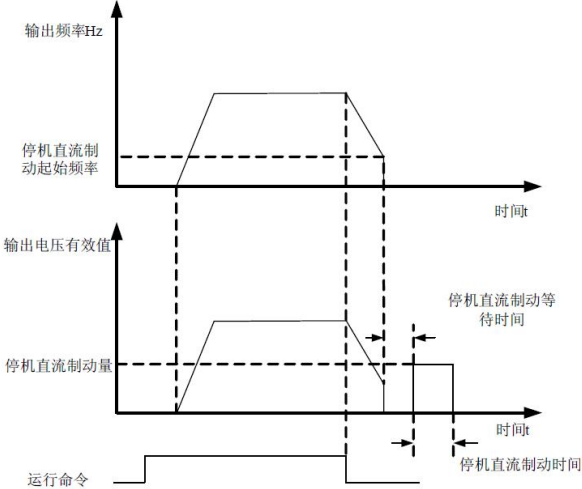 输出频率Hz
停机直流制
动起始频率
时间t
输出电压有效值
停机直流制动等
待时间
停机直流制动量
时间t
停机直流制动时间
运行命令